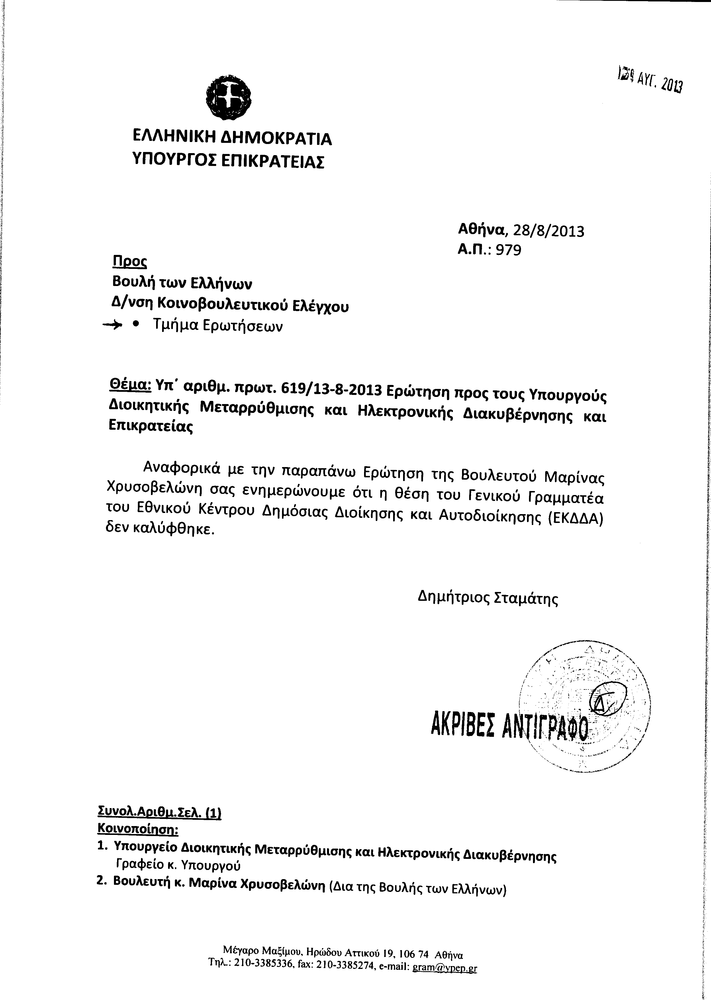 ΑΥΓ. 2013
ΕΛΛΗΝΙΚΗ ΔΗΜΟΚΡΑΤΙΑ
ΥΠΟΥΡΓΟΣ ΕΠΙΚΡΑΤΕΙΑΣ
Αθήνα, 28/8/2013
Α.Π.: 979
Προς
Βουλή των Ελλήνων
Δ/νση Κοινοβουλευτικού Ελέγχου
→ • Τμήμα Ερωτήσεων
Θέμα: Υπ΄ αριθμ. πρωτ. 619/13-8-2013 Ερώτηση προς τους Υπουργούς
Διοικητικής Μεταρρύθμισης και Ηλεκτρονικής Διακυβέρνησης και
Επικρατείας
Αναφορικά με την παραπάνω Ερώτηση της Βουλευτού Μαρίνας
Χρυσοβελώνη σας ενημερώνουμε ότι η θέση του Γενικού Γραμματέα
του Εθνικού Κέντρου Δημόσιας Διοίκησης και Αυτοδιοίκησης (ΕΚΔΔΑ)
δεν καλύφθηκε.
Δημήτριος Σταμάτης
ΑΚΡΙΒΕΣ ΑΝΤΙΓΡΑΦΟ
Συνολ.Αριθμ.Σελ. (1)
Κοινοποίηση:
1. Υπουργείο Διοικητικής Μεταρρύθμισης και Ηλεκτρονικής Διακυβέρνησης
Γραφείο κ. Υπουργού
2. Βουλευτή κ. Μαρίνα Χρυσοβελώνη (Δια της Βουλής των Ελλήνων)
Μέγαρο Μαξίμου, Ηρώδου Αττικού 19, 106 74 Αθήνα
Τηλ.: 210-3385336, fax: 210-3385274, e-mail: gram@ypep.gr